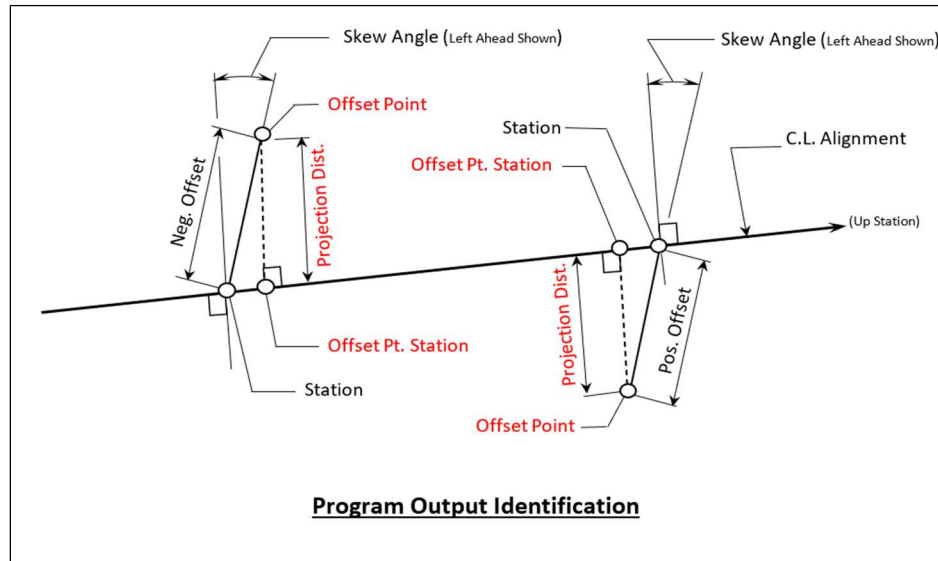 Skew Angle (Left Ahead Shown)
Skew Angle (Left Ahead Shown)
Offset Point
Station
C.L. Alignment
Offset Pt. Station
Neg. Offset
Projection Dist.
(Up Station)
Projection Dist.
Pos. Offset
Offset Pt. Station
Station
Offset Point
Program Output Identification